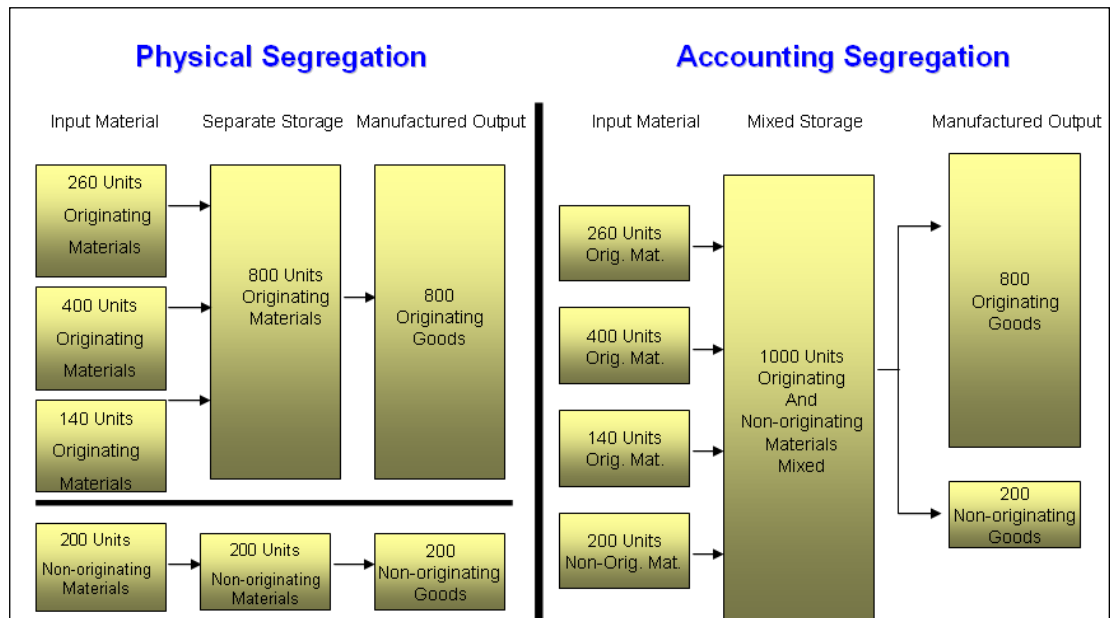 Physical Segregation
Input Material
Separate Storage
Manufactured Output
260 Units
Originating
Materials
400 Units
Originating
Materials
140 Units
Originating
Materials
800 Units
Originating
Materials
800
Originating
Goods
200 Units
Non-originating
Materials
200 Units
Non-originating
Materials
200
Non-originating
Goods
Accounting Segregation
Input Material
Mixed Storage
Manufactured Output
260 Units
Orig. Mat.
400 Units
Orig. Mat.
140 Units
Orig. Mat.
200 Units
Non-Orig. Mat.
1000 Units
Originating
And
Non-originating
Materials
Mixed
800
Originating
Goods
200
Non-originating
Goods